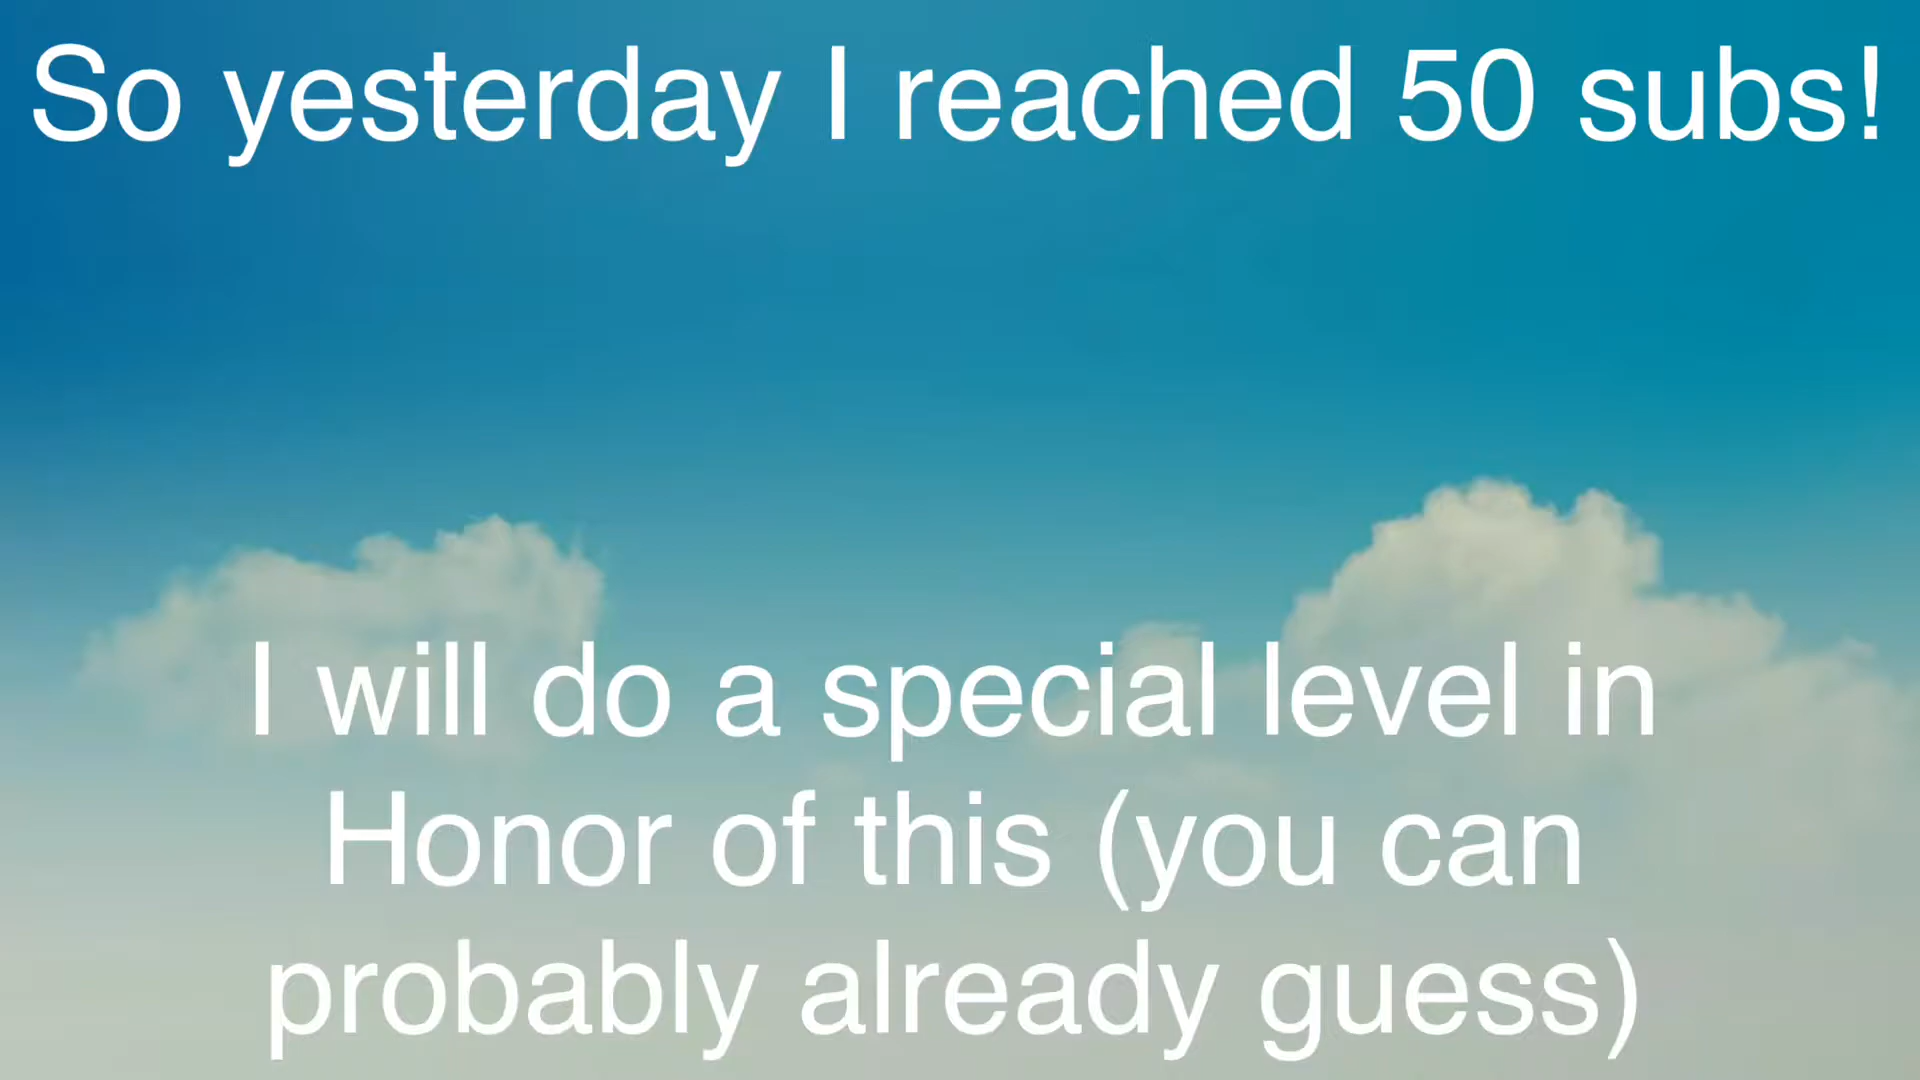 So yesterday I reached 50 subs!
I will do a special level in
Honor of this (you can
probably already guess)